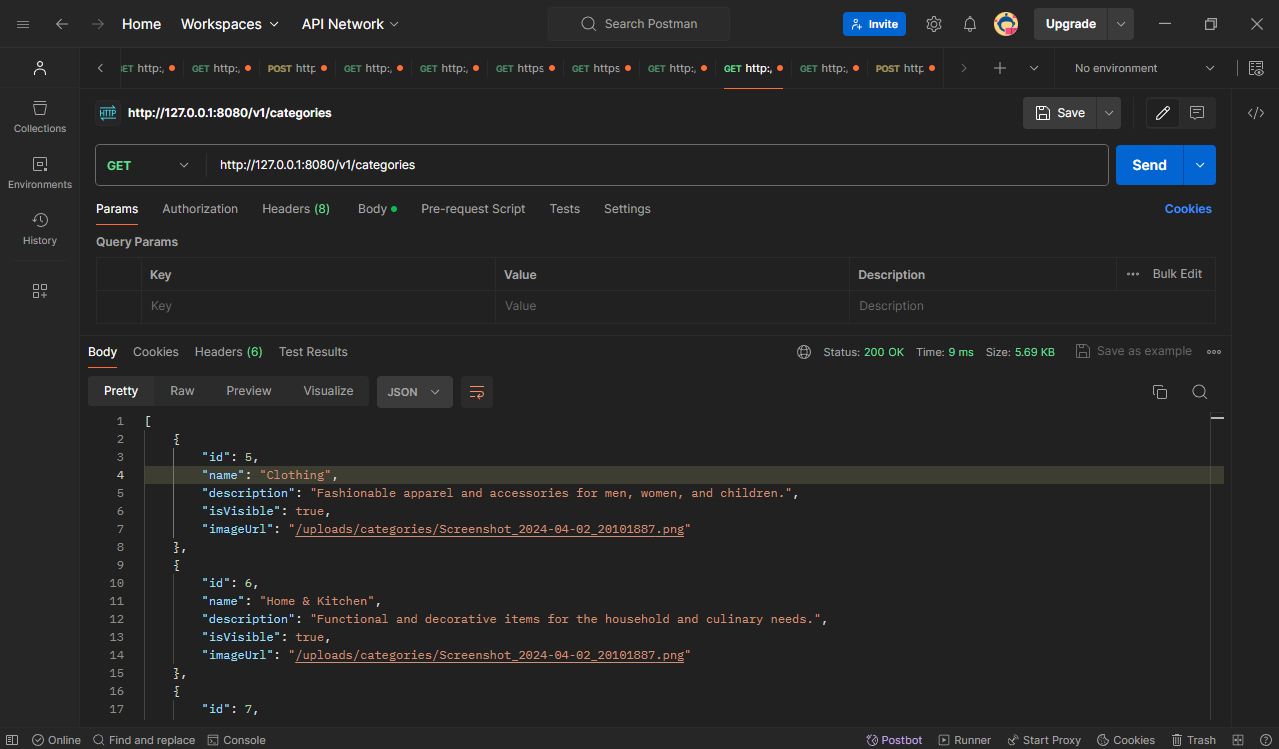 Home Workspaces API Network Search Postman Invite Upgrade
ET http:, GET http:, POST http GET http:, GET http:, GET https GET https GET http:, GET http:, GET http:, POST http No environment
HTTP http://127.0.0.1:8080/v1/categories Save
Collections
Environments
History
GET http://127.0.0.1:8080/v1/categories Send
Params Authorization Headers (8) Body Pre-request Script Tests Settings Cookies
Query Params
Key Value Description ••• Bulk Edit
Key Value Description
Body Cookies Headers (6) Test Results Status: 200 OK Time: 9 ms Size: 5.69 KB Save as example
Pretty Raw Preview Visualize JSON
1 [
2 {
3 "id": 5,
4 "name": "Clothing",
5 "description": "Fashionable apparel and accessories for men, women, and children.",
6 "isVisible": true,
7 "imageUrl": "/uploads/categories/Screenshot_2024-04-02_20101887.png"
8 },
9 {
10 "id": 6,
11 "name": "Home & Kitchen",
12 "description": "Functional and decorative items for the household and culinary needs.",
13 "isVisible": true,
14 "imageUrl": "/uploads/categories/Screenshot_2024-04-02_20101887.png"
15 },
16 {
17 "id": 7,
Online Find and replace Console Postbot Runner Start Proxy Cookies Trash